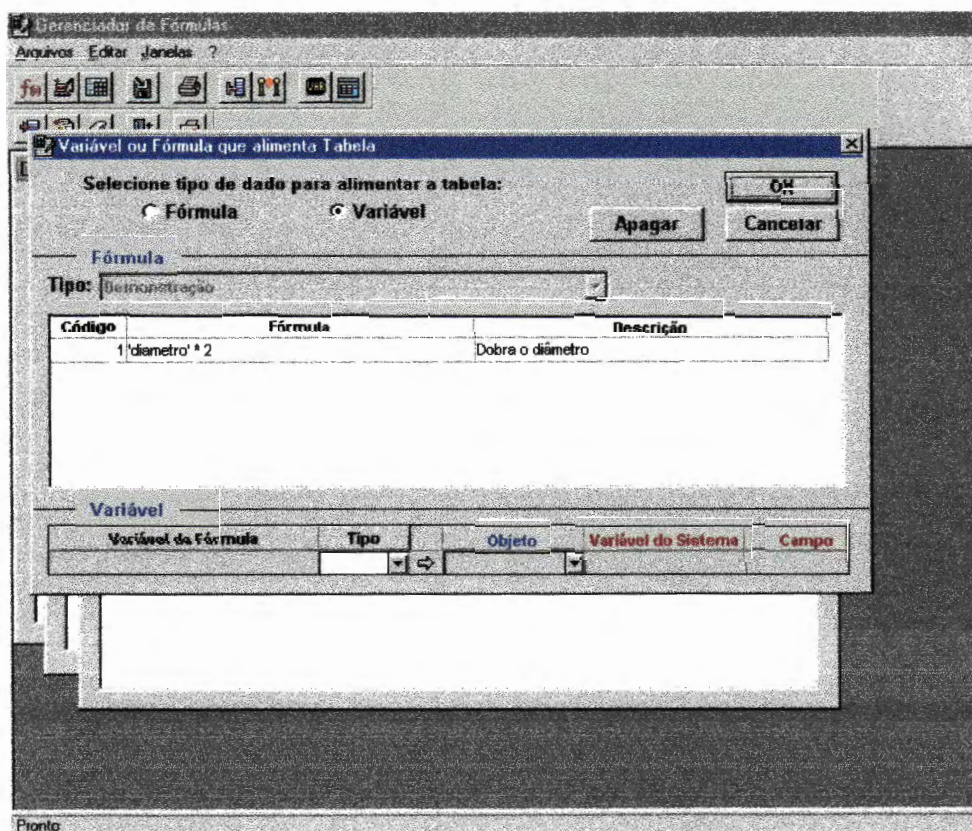 Gerenciador de Fórmulas
Arquivos Editar Janelas ?
Variável ou Fórmula que alimenta Tabela
Selecione tipo de dado para alimentar a tabela:
Fórmula Variável
OK
Apagar Cancelar
Fórmula
Tipo: Demonstração
Código Fórmula Descrição
1 'diametro' * 2 Dobra o diâmetro
Variável
Variável da Fórmula Tipo Objeto Variável do Sistema Campo
Pronto